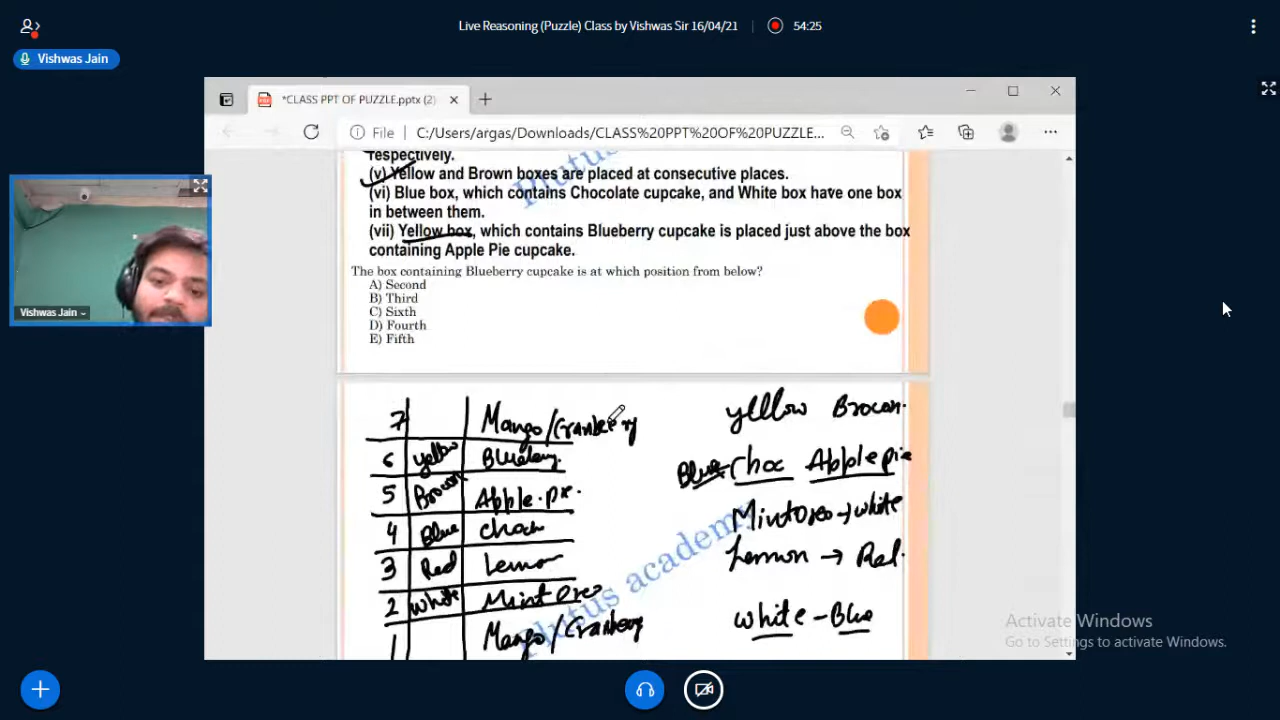 Live Reasoning (Puzzle) Class by Vishwas Sir 16/04/21
54:25
Vishwas Jain
*CLASS PPT OF PUZZLE.pptx (2)
File
C:/Users/argas/Downloads/CLASS%20PPT%20OF%20PUZZLE...
respectively.
(v) Yellow and Brown boxes are placed at consecutive places.
(vi) Blue box, which contains Chocolate cupcake, and White box have one box
in between them.
(vii) Yellow box, which contains Blueberry cupcake is placed just above the box
containing Apple Pie cupcake.
Vishwas Jain
The box containing Blueberry cupcake is at which position from below?
A) Second
B) Third
C) Sixth
D) Fourth
E) Fifth
7 Mango/Cranberry
6 yellow Blueberry
5 Brown Apple.pie.
4 Blue choco
3 Red Lemon
2 white Mint Oreo
1 Mango/Cranberry
yellow Brown.
Blue Choc Apple pie
Mint Oreo → white
Lemon → Red.
white - Blue
Plutus academy
Activate Windows
Go to Settings to activate Windows.